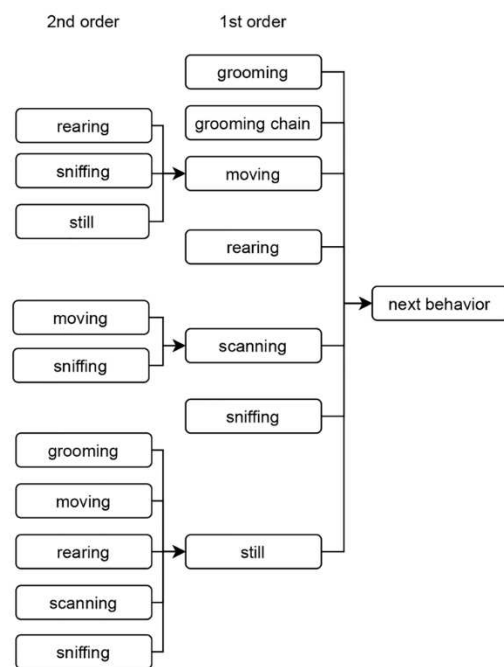 2nd order
1st order
grooming
rearing
grooming chain
sniffing
moving
still
rearing
next behavior
moving
scanning
sniffing
sniffing
grooming
moving
rearing
still
scanning
sniffing